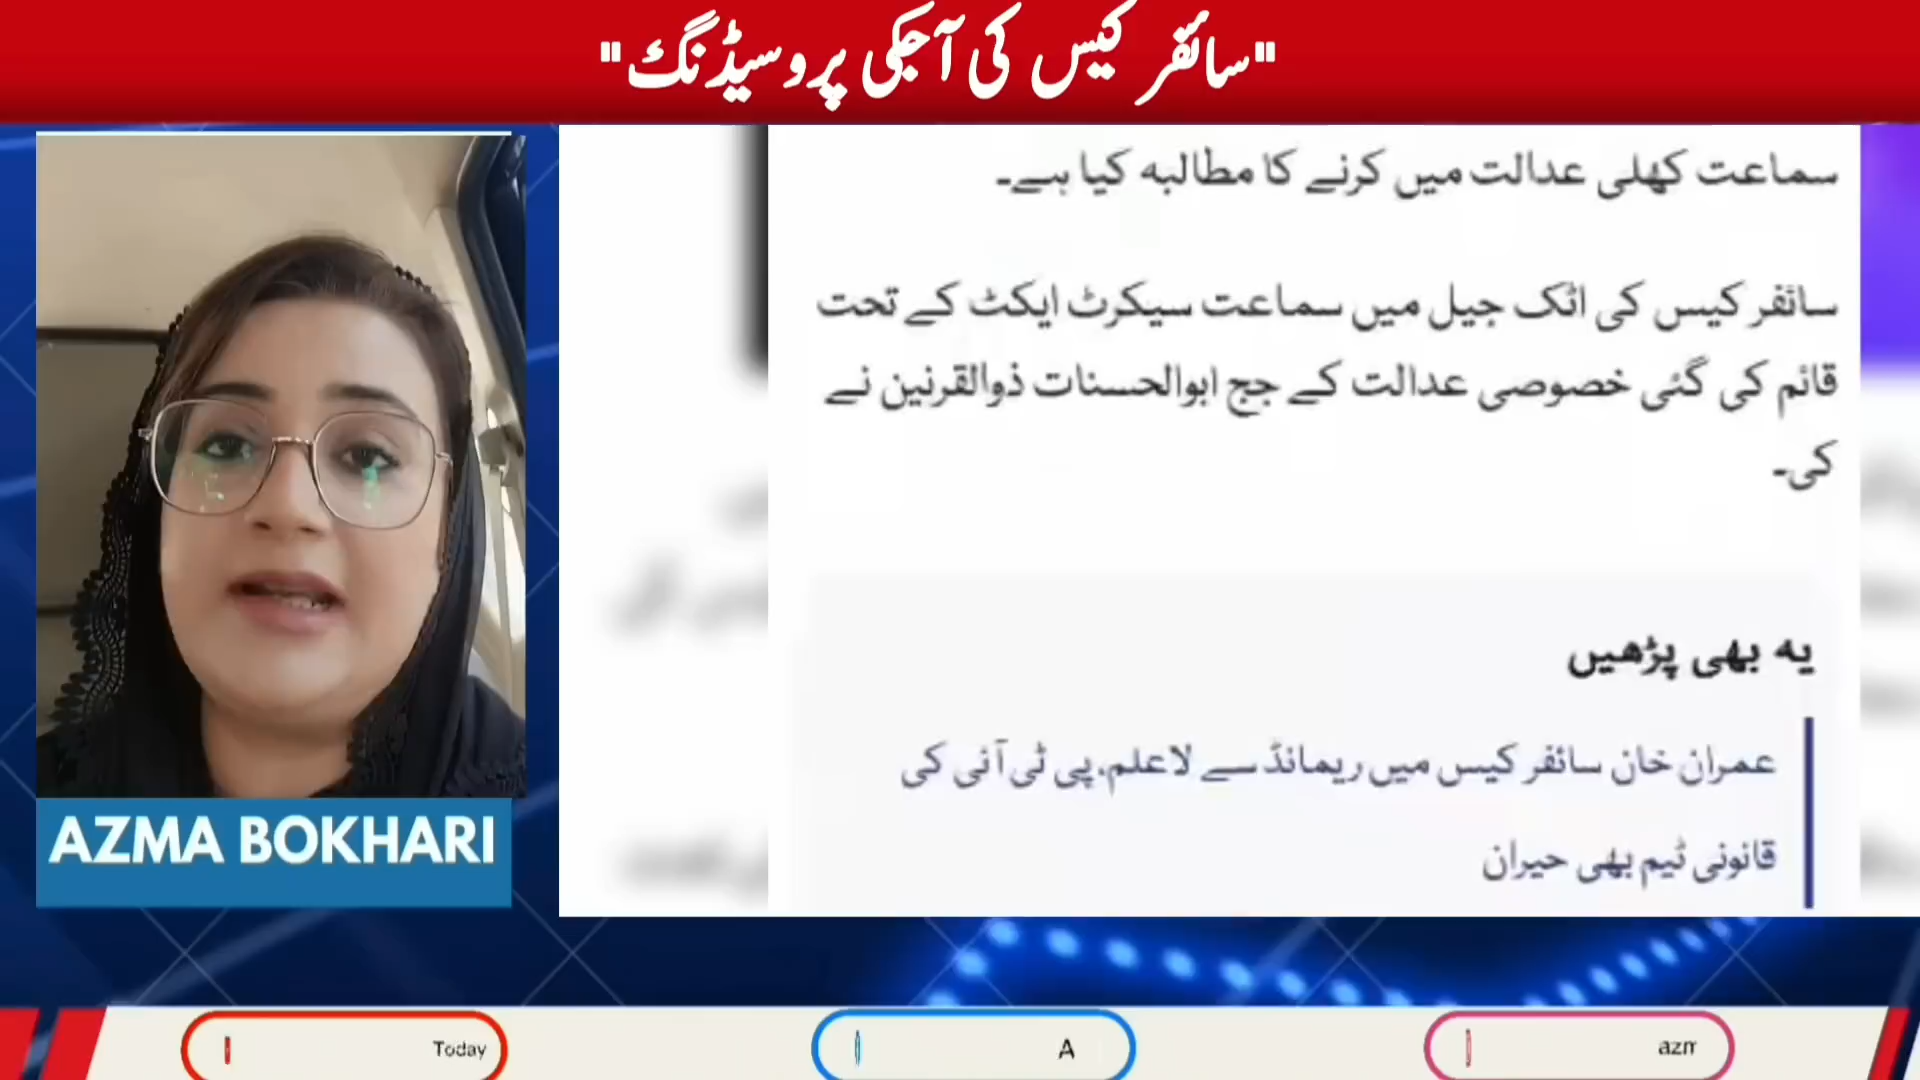 "سائفر کیس کی آجکی پروسیڈنگ"
سماعت کھلی عدالت میں کرنے کا مطالبہ کیا ہے۔
سائفر کیس کی اٹک جیل میں سماعت سیکرٹ ایکٹ کے تحت
قائم کی گئی خصوصی عدالت کے جج ابوالحسنات ذوالقرنین نے
کی۔
یہ بھی پڑھیں
عمران خان سائفر کیس میں ریمانڈ سے لاعلم، پی ٹی آئی کی
قانونی ٹیم بھی حیران
AZMA BOKHARI
Today
A
azm